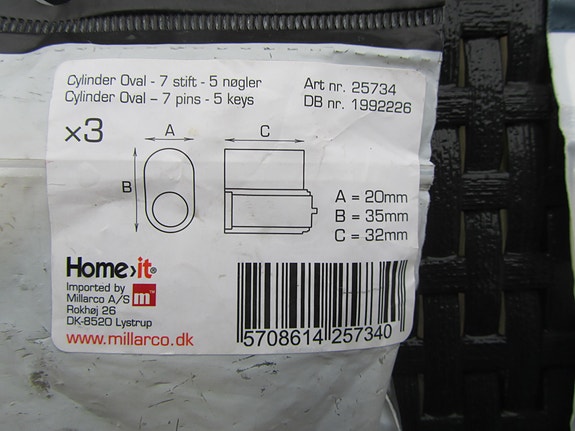 Cylinder Oval - 7 stift - 5 nøgler
Cylinder Oval – 7 pins - 5 keys
Art nr. 25734
DB nr. 1992226
x3
A
B
C
A = 20mm
B = 35mm
C = 32mm
Home›it®
Imported by
Millarco A/S m™
Rokhøj 26
DK-8520 Lystrup
www.millarco.dk
5708614 257340